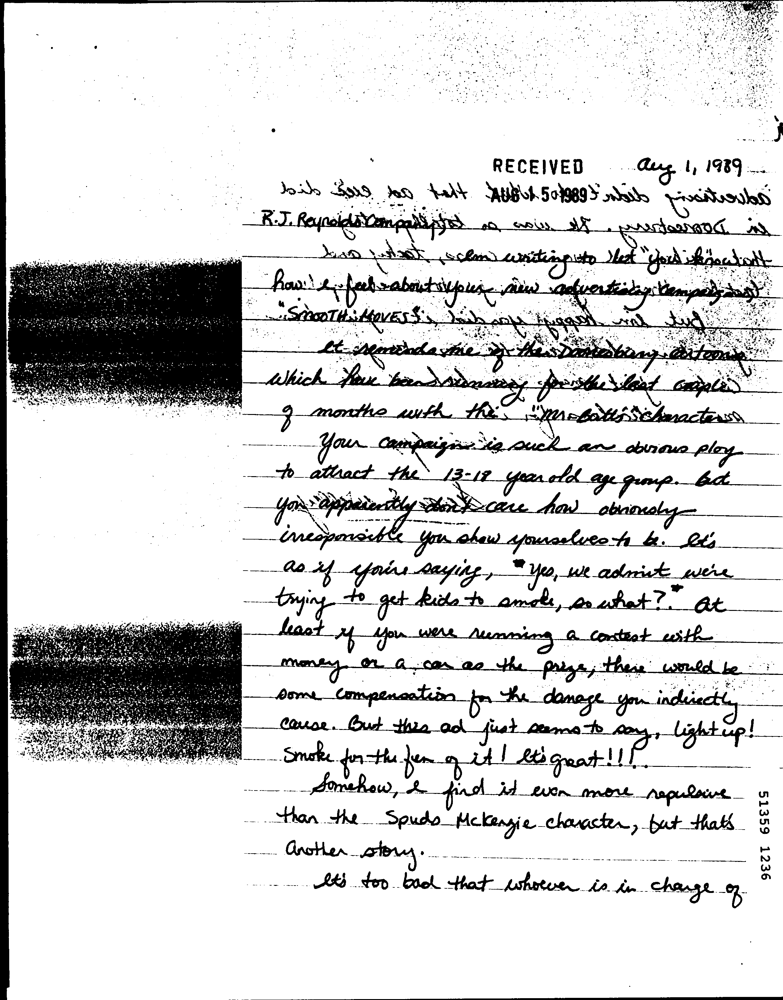 RECEIVED Aug 1, 1989
AUG 15 1989
R.J. Reynolds Company,
I am writing to let you know
how I feel about your new advertising campaign
"SMOOTH MOVES".
It reminds me of the Doonesbury cartoons
which have been running for the last couple
of months with the "Mr. Butts" character.
Your campaign is such an obvious ploy
to attract the 13-18 year old age group. But
you apparently don't care how obviously
irresponsible you show yourselves to be. It's
as if you're saying, "Yes, we admit we're
trying to get kids to smoke, so what?" At
least if you were running a contest with
money or a car as the prize, there would be
some compensation for the damage you indirectly
cause. But this ad just seems to say, light up!
Smoke for the fun of it! It's great!!!
Somehow, I find it even more repulsive
than the Spuds McKenzie character, but that's
another story.
It's too bad that whoever is in charge of
51359 1236